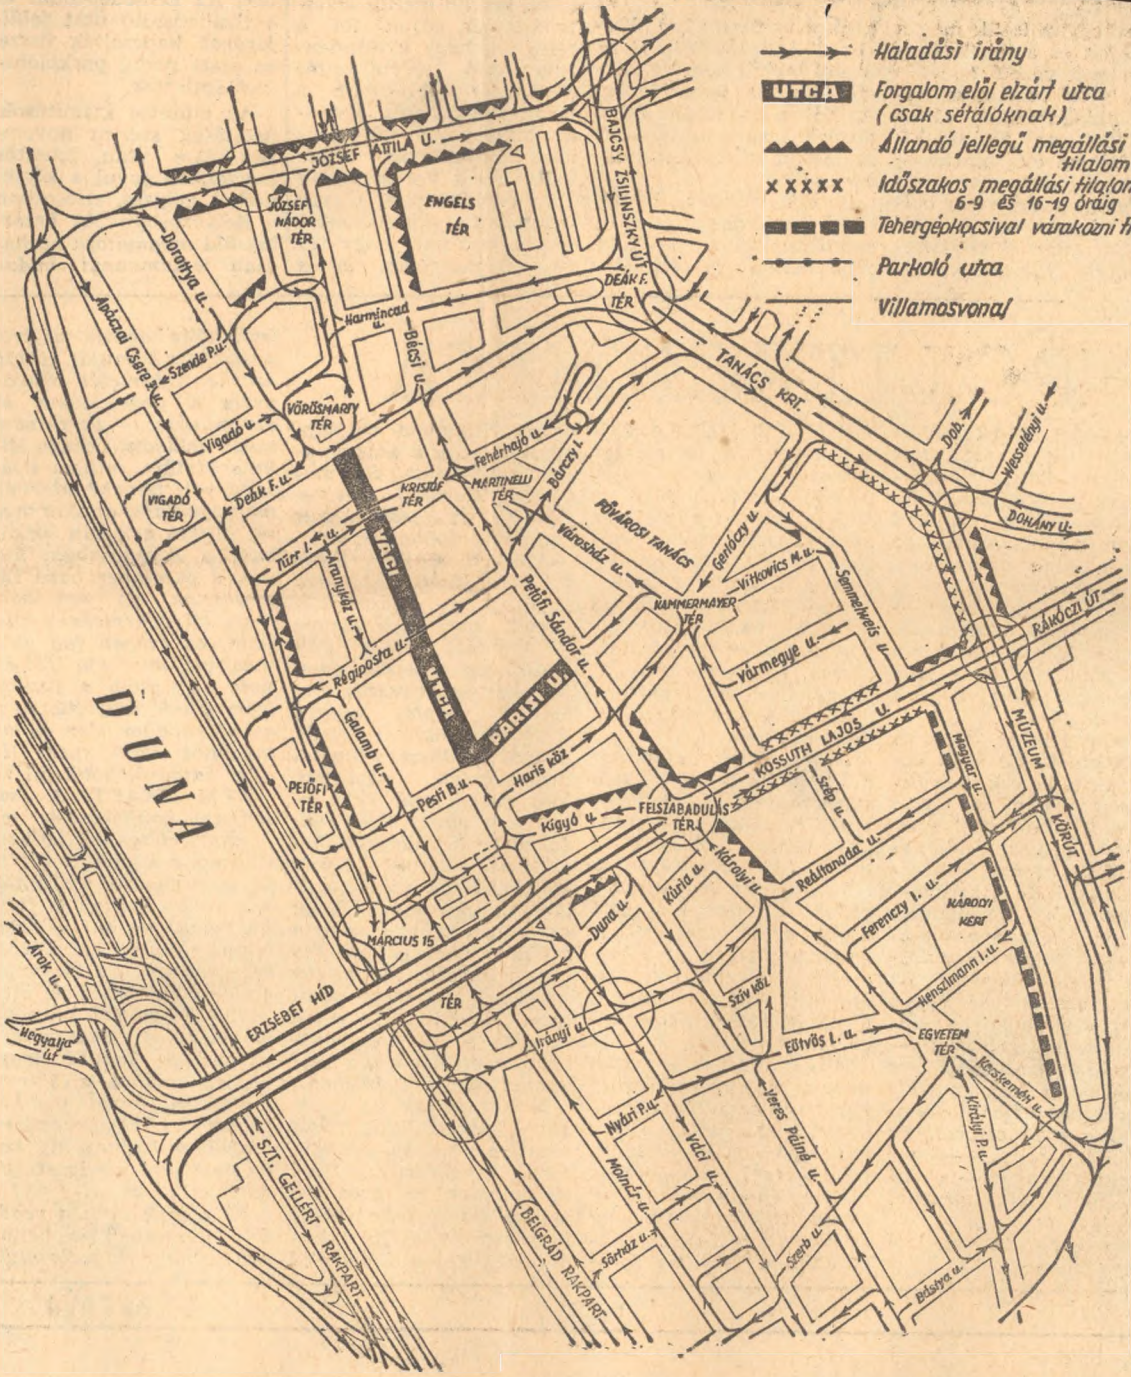 Haladási irány
UTCA
Forgalom elől elzárt utca
(csak sétálóknak)
Állandó jellegű megállási
tilalom
Időszakos megállási tilalom
6-9 és 16-19 óráig
Tehergépkocsival várakozni ti
Parkoló utca
Villamosvonal
BAJCSY ZSILINSZKY ÚT
JÓZSEF ATTILA U.
JÓZSEF
NÁDOR
TÉR
ENGELS
TÉR
Dorottya u.
Apáczai Csere J. u.
DEÁK F.
TÉR
Harmincad
u.
Bécsi u.
Szende P.u.
TANÁCS KRT.
VÖRÖSMARTY
TÉR
Vigadó u.
Dob.
Wesselényi u.
Fehérhajó u.
Bárczy I.
Deák F. u.
KRISTÓF
TÉR
MARTINELLI
TÉR
VIGADÓ
TÉR
DOHÁNY U.
FŐVÁROSI TANÁCS
Városház u.
Gerlóczy u.
VÁCI
UTCA
Türr I. u.
Aranykéz u.
Vitkovics M.u.
Semmelweis u.
KAMMERMAYER
TÉR
Petőfi Sándor u.
RÁKÓCZI ÚT
Régiposta u.
Vármegye u.
PÁRISI U.
DUNA
Galamb u.
KOSSUTH LAJOS U.
MÚZEUM
KÖRÚT
Magyar u.
Haris köz
PETŐFI
TÉR
Pesti B.u.
Szép u.
Kígyó u.
FELSZABADULÁS
TÉR
Károlyi u.
Reáltanoda u.
Kúria u.
Duna u.
Ferenczy I. u.
KÁROLYI
KERT
MÁRCIUS 15
TÉR
Henszlmann I.u.
Árok u.
ERZSÉBET HÍD
Szív köz
Irányi u.
Hegyalja
út
Eötvös L. u.
EGYETEM
TÉR
Kecskeméti u.
Nyári P.u.
Veres Pálné u.
Királyi P.u.
Váci u.
SZT. GELLÉRT
RAKPART
Molnár u.
BELGRÁD RAKPART
Sörház u.
Szerb u.
Bástya u.